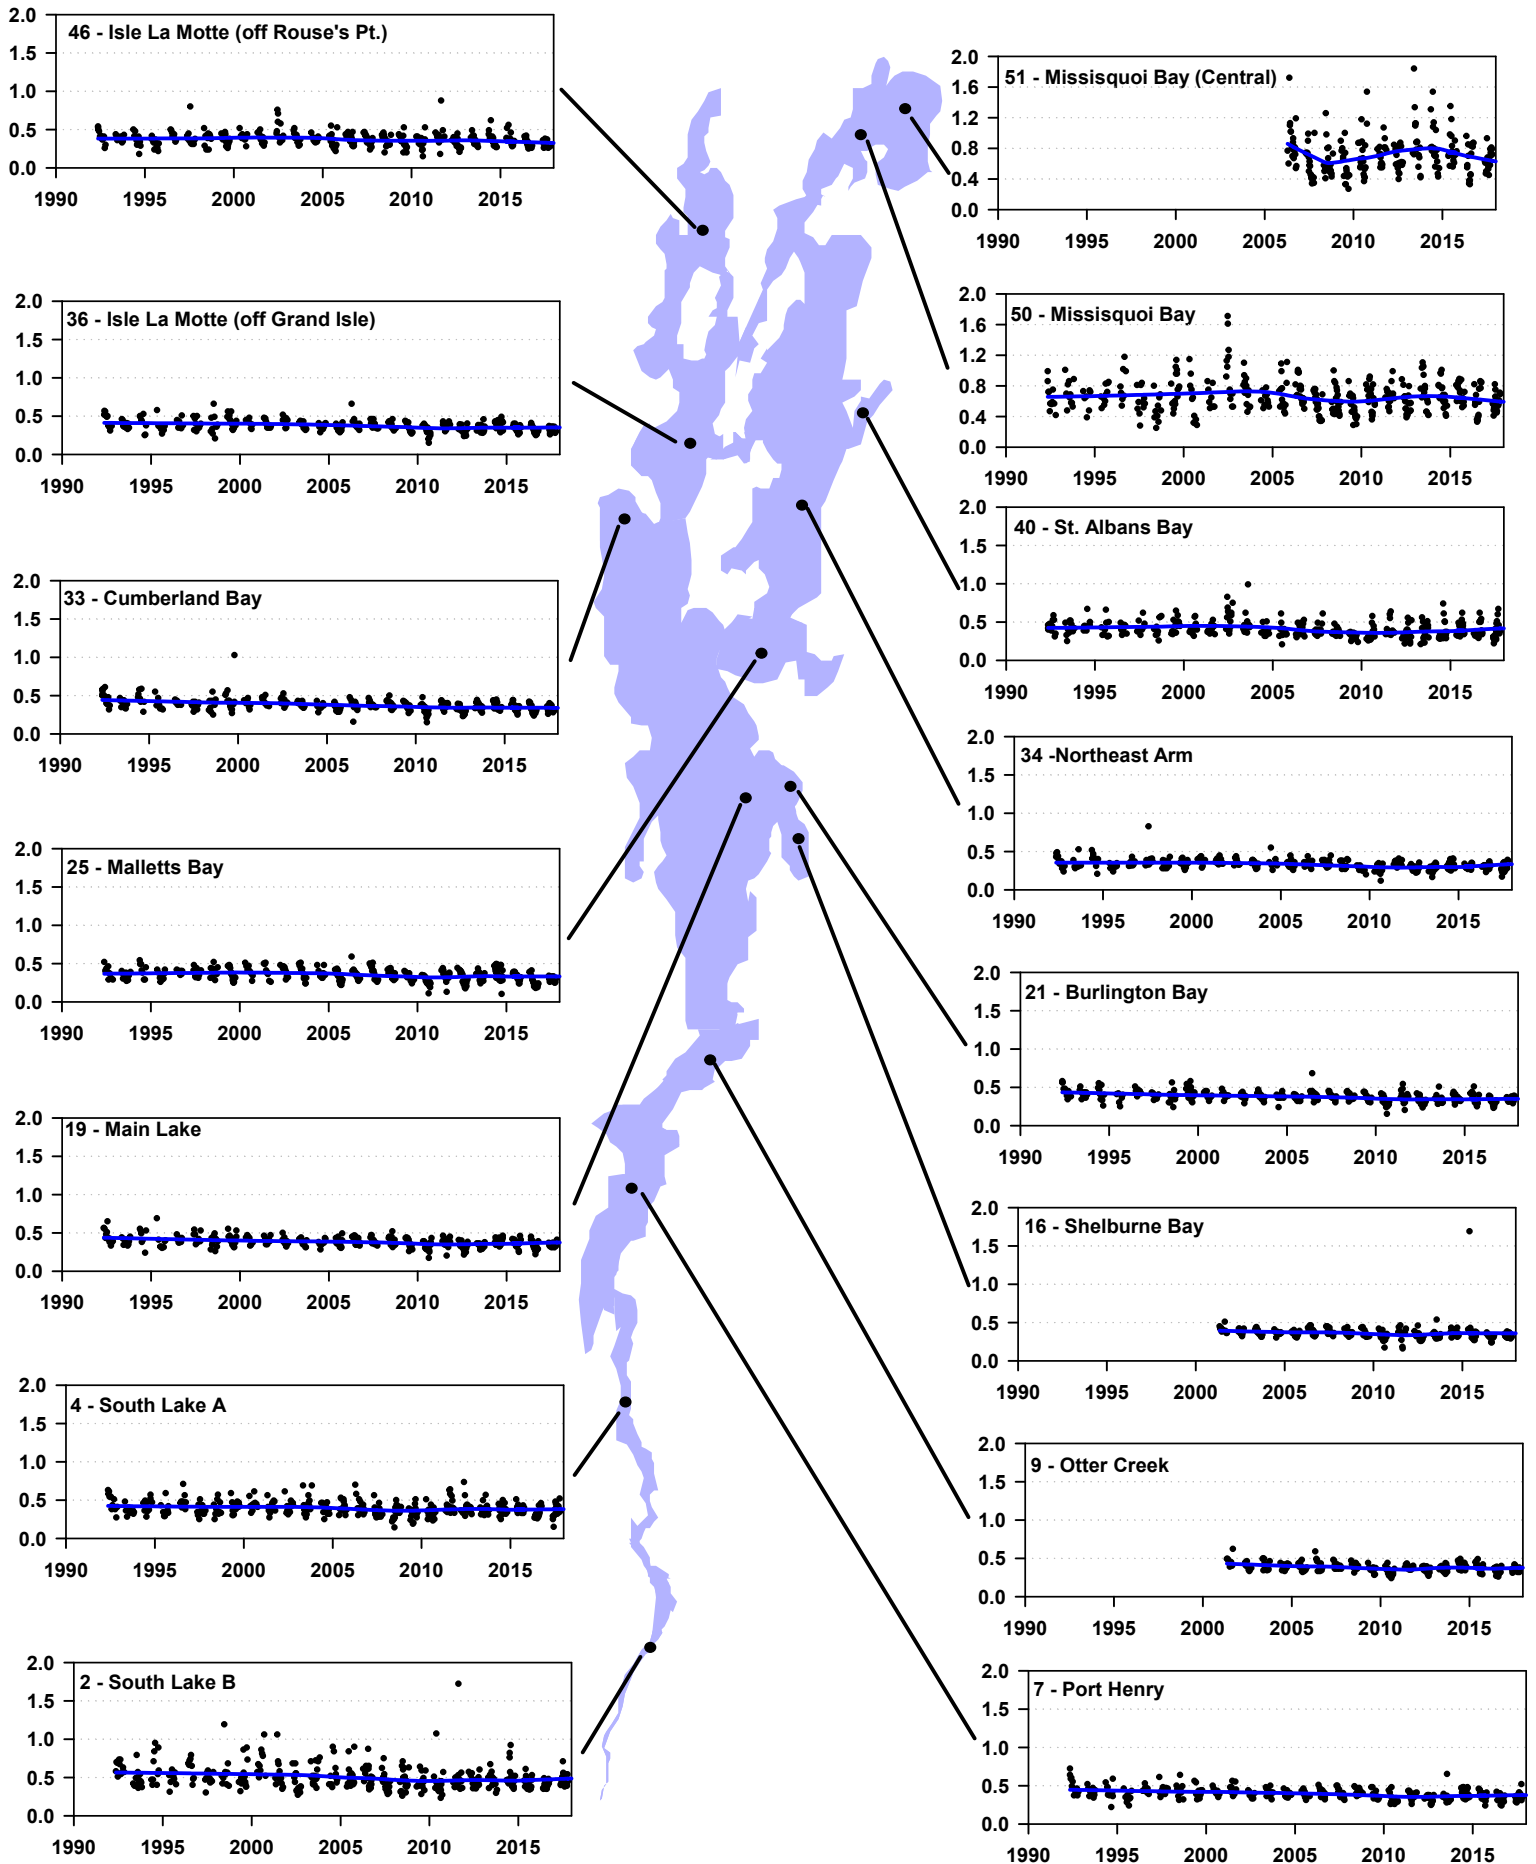 46 - Isle La Motte (off Rouse's Pt.)
2.0
1.5
1.0
0.5
0.0
1990 1995 2000 2005 2010 2015
36 - Isle La Motte (off Grand Isle)
2.0
1.5
1.0
0.5
0.0
1990 1995 2000 2005 2010 2015
33 - Cumberland Bay
2.0
1.5
1.0
0.5
0.0
1990 1995 2000 2005 2010 2015
25 - Malletts Bay
2.0
1.5
1.0
0.5
0.0
1990 1995 2000 2005 2010 2015
19 - Main Lake
2.0
1.5
1.0
0.5
0.0
1990 1995 2000 2005 2010 2015
4 - South Lake A
2.0
1.5
1.0
0.5
0.0
1990 1995 2000 2005 2010 2015
2 - South Lake B
2.0
1.5
1.0
0.5
0.0
1990 1995 2000 2005 2010 2015
51 - Missisquoi Bay (Central)
2.0
1.6
1.2
0.8
0.4
0.0
1990 1995 2000 2005 2010 2015
50 - Missisquoi Bay
2.0
1.6
1.2
0.8
0.4
0.0
1990 1995 2000 2005 2010 2015
40 - St. Albans Bay
2.0
1.5
1.0
0.5
0.0
1990 1995 2000 2005 2010 2015
34 -Northeast Arm
2.0
1.5
1.0
0.5
0.0
1990 1995 2000 2005 2010 2015
21 - Burlington Bay
2.0
1.5
1.0
0.5
0.0
1990 1995 2000 2005 2010 2015
16 - Shelburne Bay
2.0
1.5
1.0
0.5
0.0
1990 1995 2000 2005 2010 2015
9 - Otter Creek
2.0
1.5
1.0
0.5
0.0
1990 1995 2000 2005 2010 2015
7 - Port Henry
2.0
1.5
1.0
0.5
0.0
1990 1995 2000 2005 2010 2015